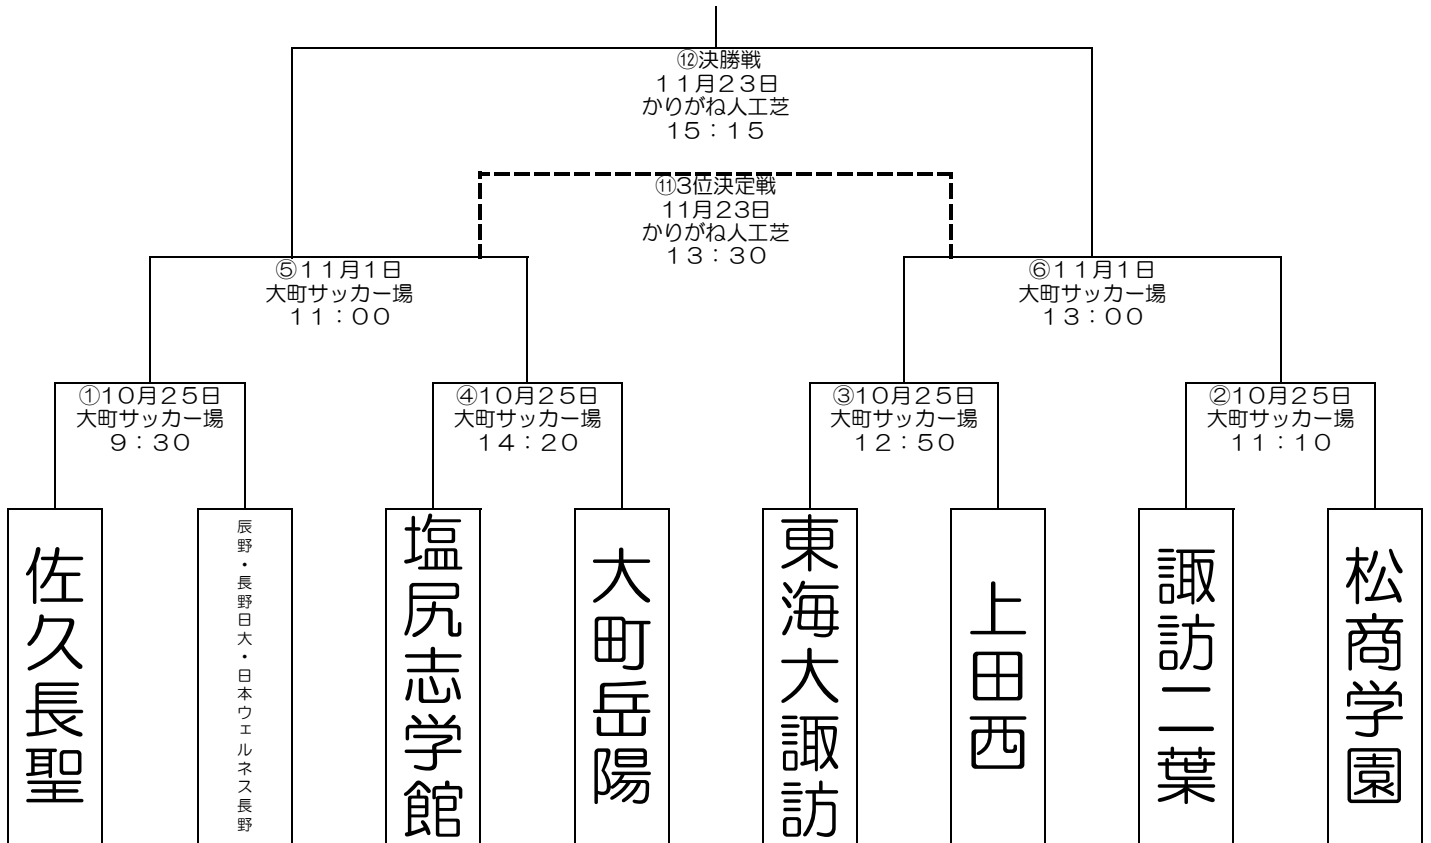 ⑫決勝戦
１１月２３日
かりがね人工芝
１５：１５
⑪3位決定戦
11月23日
かりがね人工芝
１３：３０
⑤１１月１日
大町サッカー場
１１：００
⑥１１月１日
大町サッカー場
１３：００
①10月２５日
大町サッカー場
９：３０
④10月２５日
大町サッカー場
１４：２０
③10月２５日
大町サッカー場
１２：５０
②10月２５日
大町サッカー場
１１：１０
佐久長聖
辰野・長野日大・日本ウェルネス長野
塩尻志学館
大町岳陽
東海大諏訪
上田西
諏訪二葉
松商学園